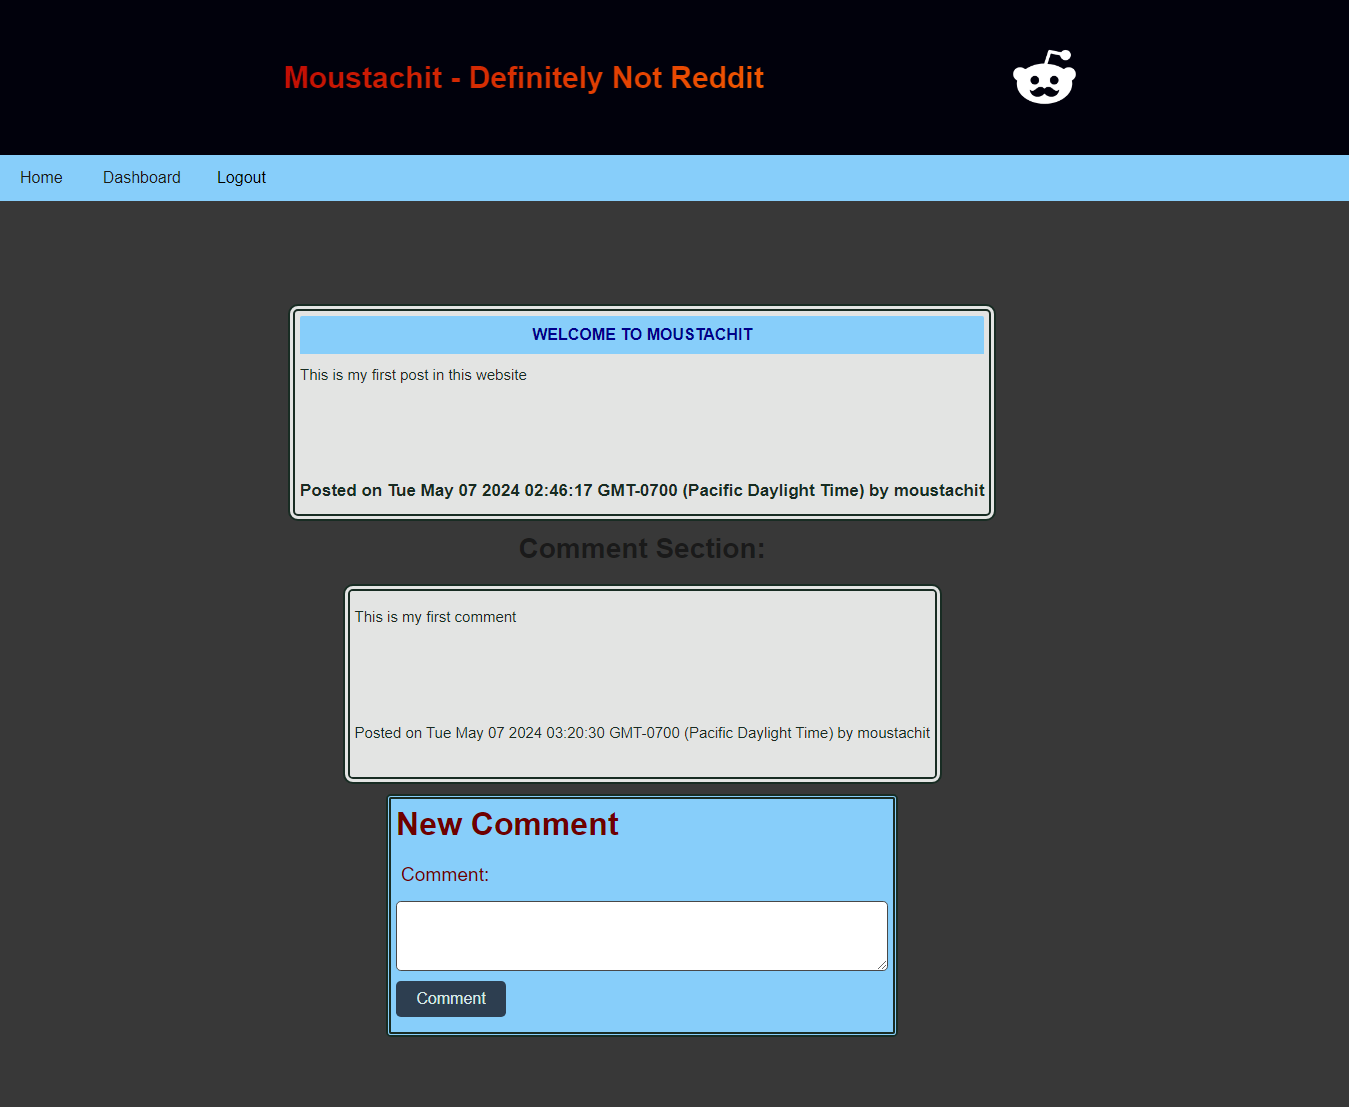 Moustachit - Definitely Not Reddit
Home Dashboard Logout
WELCOME TO MOUSTACHIT
This is my first post in this website
Posted on Tue May 07 2024 02:46:17 GMT-0700 (Pacific Daylight Time) by moustachit
Comment Section:
This is my first comment
Posted on Tue May 07 2024 03:20:30 GMT-0700 (Pacific Daylight Time) by moustachit
New Comment
Comment:
Comment